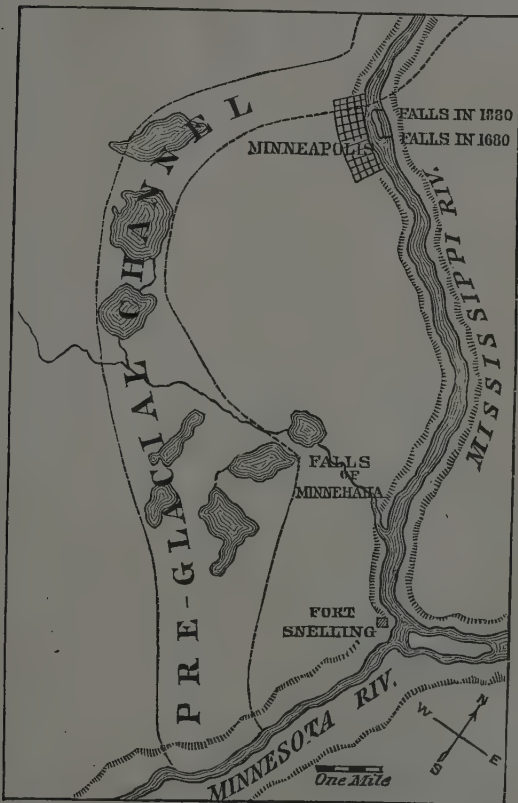 PRE-GLACIAL CHANNEL
FALLS IN 1880
FALLS IN 1680
MINNEAPOLIS
MISSISSIPPI RIV.
FALLS
OF
MINNEHAHA
FORT
SNELLING
MINNESOTA RIV.
N
W
E
S
One Mile